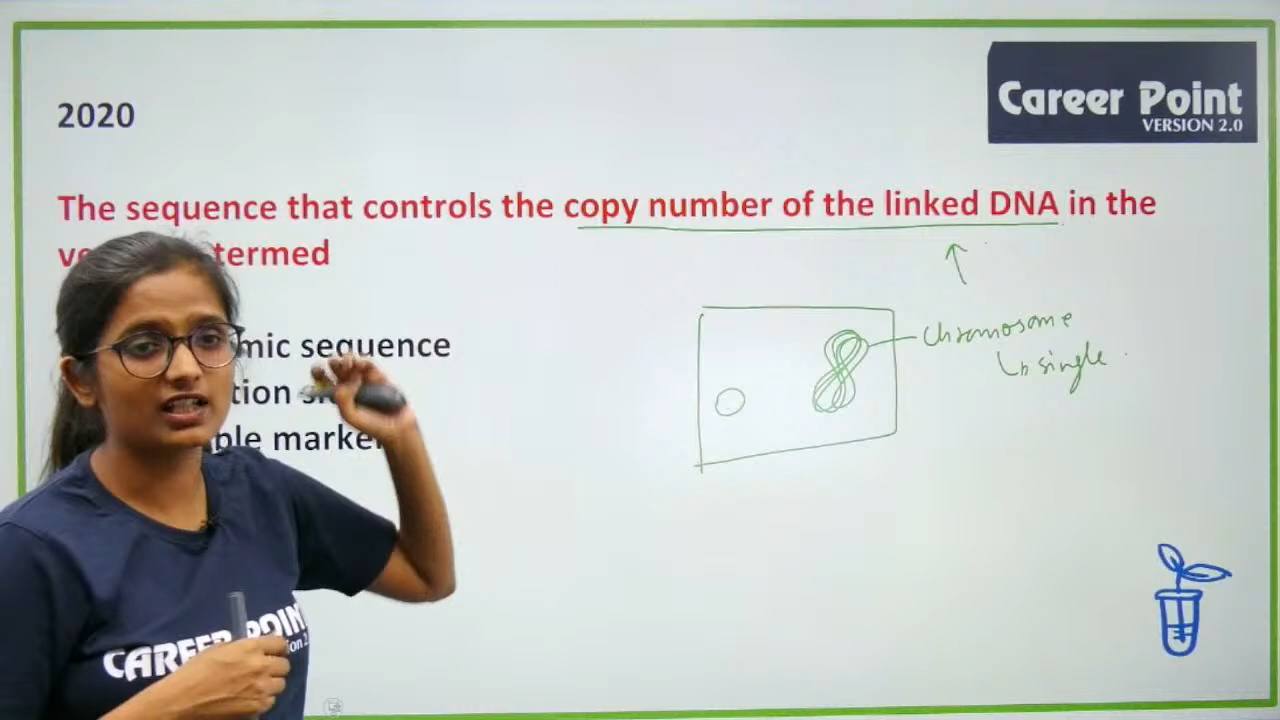 Career Point
VERSION 2.0
2020
The sequence that controls the copy number of the linked DNA in the
termed
chromosome
single
mic sequence
tion
ple marke
CAREER POINT